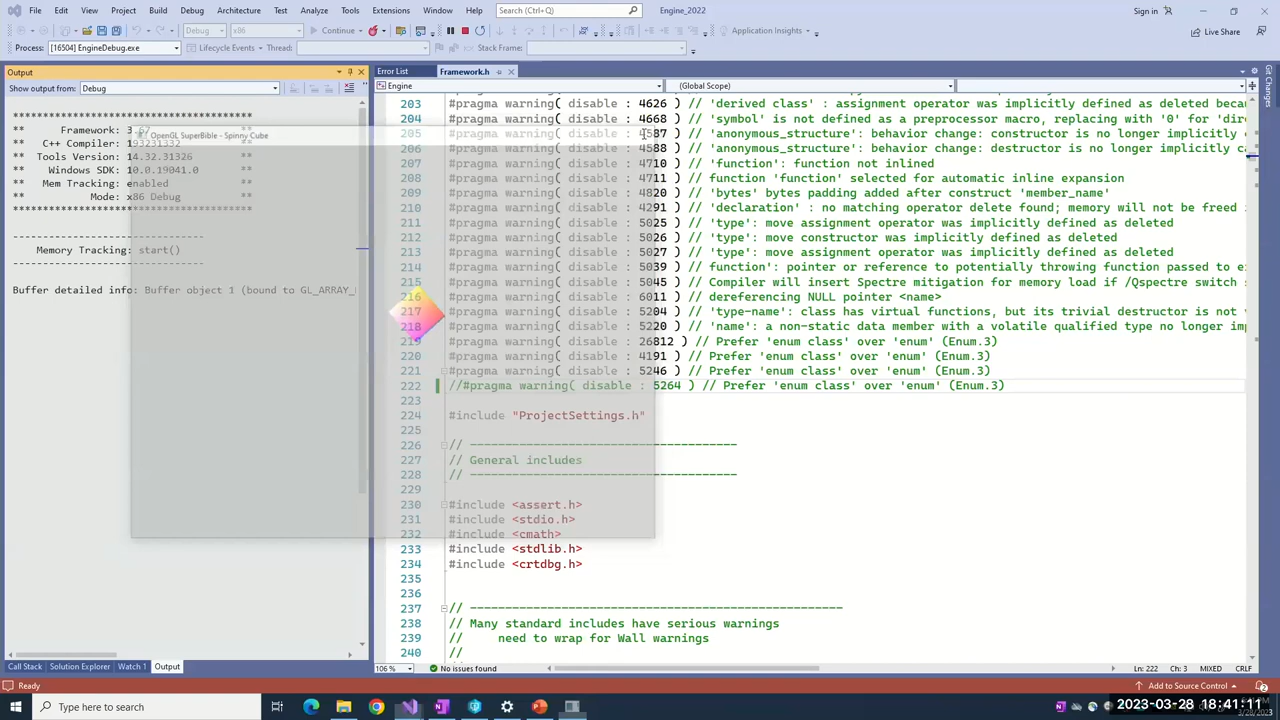 File Edit View Project Build Debug Test Analyze Tools Extensions Window Help Search (Ctrl+Q) Engine_2022 Sign in
Debug x86 Continue Application Insights Live Share
Process: [16504] EngineDebug.exe Lifecycle Events Thread: Stack Frame:
Output
Error List Framework.h
Show output from: Debug
Engine (Global Scope)
Git Changes
***********************************
** Framework: 3
** C++ Compiler: 193231332 **
** Tools Version: 14.32.31326 **
** Windows SDK: 10.0.19041.0 **
** Mem Tracking: enabled **
** Mode: x86 Debug **
***********************************
----------------------------
Memory Tracking: start()
----------------------------
Buffer detailed info: Buffer object 1 (bound to GL_ARRAY_
OpenGL SuperBible - Spinny Cube
203 #pragma warning( disable : 4626 ) // 'derived class' : assignment operator was implicitly defined as deleted becau
204 #pragma warning( disable : 4668 ) // 'symbol' is not defined as a preprocessor macro, replacing with '0' for 'dire
205 #pragma warning( disable : 4587 ) // 'anonymous_structure': behavior change: constructor is no longer implicitly c
206 #pragma warning( disable : 4588 ) // 'anonymous_structure': behavior change: destructor is no longer implicitly ca
207 #pragma warning( disable : 4710 ) // 'function': function not inlined
208 #pragma warning( disable : 4711 ) // function 'function' selected for automatic inline expansion
209 #pragma warning( disable : 4820 ) // 'bytes' bytes padding added after construct 'member_name'
210 #pragma warning( disable : 4291 ) // 'declaration' : no matching operator delete found; memory will not be freed i
211 #pragma warning( disable : 5025 ) // 'type': move assignment operator was implicitly defined as deleted
212 #pragma warning( disable : 5026 ) // 'type': move constructor was implicitly defined as deleted
213 #pragma warning( disable : 5027 ) // 'type': move assignment operator was implicitly defined as deleted
214 #pragma warning( disable : 5039 ) // function': pointer or reference to potentially throwing function passed to e
215 #pragma warning( disable : 5045 ) // Compiler will insert Spectre mitigation for memory load if /Qspectre switch s
216 #pragma warning( disable : 6011 ) // dereferencing NULL pointer <name>
217 #pragma warning( disable : 5204 ) // 'type-name': class has virtual functions, but its trivial destructor is not v
218 #pragma warning( disable : 5220 ) // 'name': a non-static data member with a volatile qualified type no longer imp
219 #pragma warning( disable : 26812 ) // Prefer 'enum class' over 'enum' (Enum.3)
220 #pragma warning( disable : 4191 ) // Prefer 'enum class' over 'enum' (Enum.3)
221 #pragma warning( disable : 5246 ) // Prefer 'enum class' over 'enum' (Enum.3)
222 //#pragma warning( disable : 5264 ) // Prefer 'enum class' over 'enum' (Enum.3)
223
224 #include "ProjectSettings.h"
225
226 // --------------------------------------
227 // General includes
228 // --------------------------------------
229
230 #include <assert.h>
231 #include <stdio.h>
232 #include <cmath>
233 #include <stdlib.h>
234 #include <crtdbg.h>
235
236
237 // -----------------------------------------------------
238 // Many standard includes have serious warnings
239 // need to wrap for Wall warnings
240 //
Call Stack Solution Explorer Watch 1 Output
106 % No issues found Ln: 222 Ch: 3 MIXED CRLF
Ready Add to Source Control 2
Type here to search
2023-03-28 18:41:11